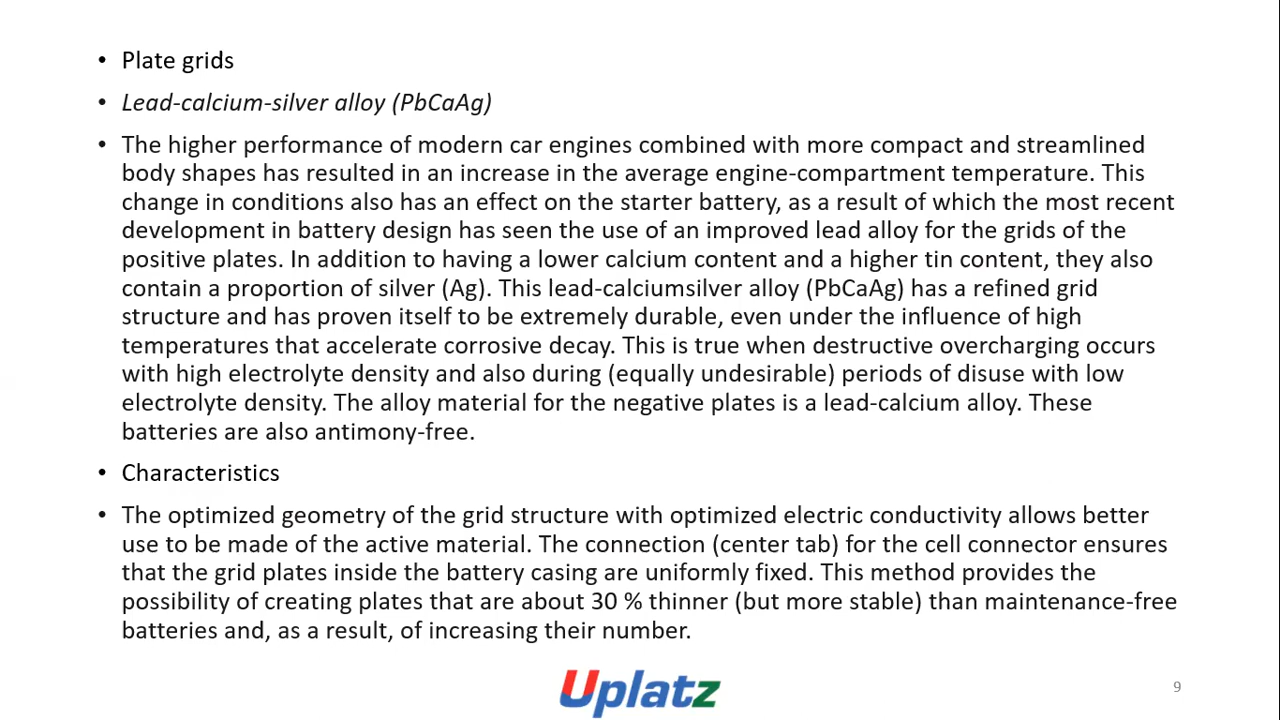 • Plate grids
• Lead-calcium-silver alloy (PbCaAg)
• The higher performance of modern car engines combined with more compact and streamlined
body shapes has resulted in an increase in the average engine-compartment temperature. This
change in conditions also has an effect on the starter battery, as a result of which the most recent
development in battery design has seen the use of an improved lead alloy for the grids of the
positive plates. In addition to having a lower calcium content and a higher tin content, they also
contain a proportion of silver (Ag). This lead-calciumsilver alloy (PbCaAg) has a refined grid
structure and has proven itself to be extremely durable, even under the influence of high
temperatures that accelerate corrosive decay. This is true when destructive overcharging occurs
with high electrolyte density and also during (equally undesirable) periods of disuse with low
electrolyte density. The alloy material for the negative plates is a lead-calcium alloy. These
batteries are also antimony-free.
• Characteristics
• The optimized geometry of the grid structure with optimized electric conductivity allows better
use to be made of the active material. The connection (center tab) for the cell connector ensures
that the grid plates inside the battery casing are uniformly fixed. This method provides the
possibility of creating plates that are about 30 % thinner (but more stable) than maintenance-free
batteries and, as a result, of increasing their number.
Uplatz
9